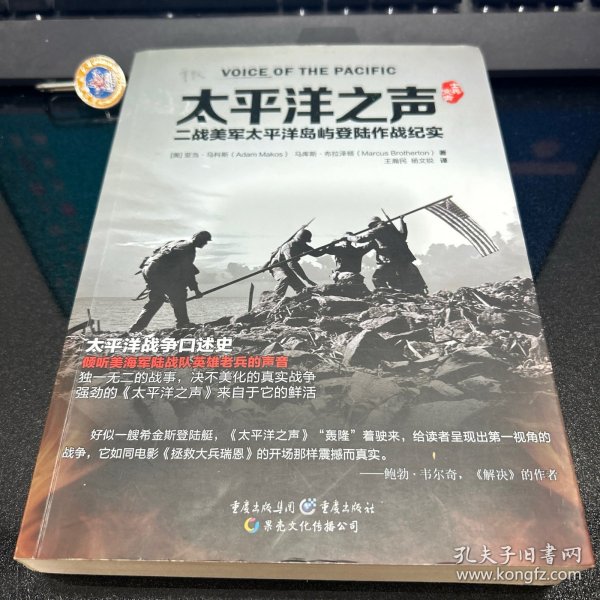 VOICE OF THE PACIFIC
太平洋之声
二战美军太平洋岛屿登陆作战纪实
[美] 亚当·马科斯（Adam Makos） 马库斯·布拉泽顿（Marcus Brotherton）著
王瀚民 杨文锐 译
太平洋战争口述史
倾听美海军陆战队英雄老兵的声音
独一无二的战事，决不美化的真实战争
强劲的《太平洋之声》来自于它的鲜活
好似一艘希金斯登陆艇，《太平洋之声》“轰隆”着驶来，给读者呈现出第一视角的
战争，它如同电影《拯救大兵瑞恩》的开场那样震撼而真实。
——鲍勃·韦尔奇，《解决》的作者
重庆出版集团 重庆出版社
果壳文化传播公司
孔夫子旧书网
www.kongfz.com